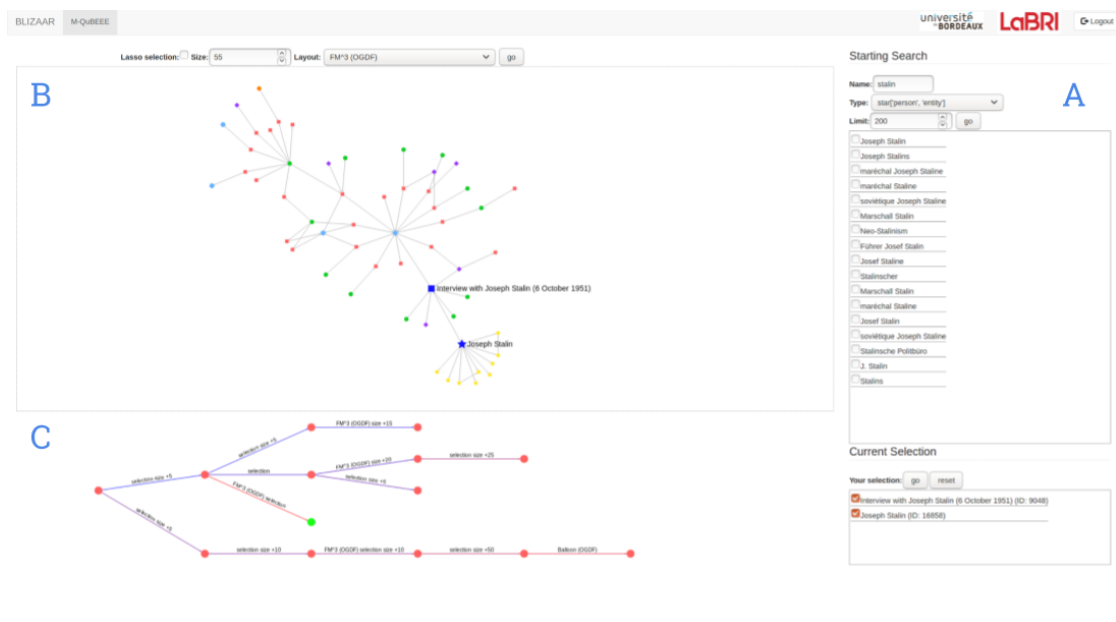 BLIZAAR M-QuBEEE
université de BORDEAUX
LaBRI
Logout
Lasso selection: Size: 55 Layout: FM^3 (OGDF) go
B
Interview with Joseph Stalin (6 October 1951)
Joseph Stalin
C
selection size +5
selection size +5
FM^3 (OGDF) size +15
selection
FM^3 (OGDF) size +20
selection size +25
FM^3 (OGDF) selection
selection size +5
selection size +10
FM^3 (OGDF) selection size +10
selection size +50
Balloon (OGDF)
Starting Search
A
Name: stalin
Type: star['person', 'entity']
Limit: 200 go
Joseph Stalin
Joseph Stalins
maréchal Joseph Staline
maréchal Staline
soviétique Joseph Staline
Marschall Stalin
Neo-Stalinism
Führer Josef Stalin
Josef Staline
Stalinscher
Marschall Stalin
maréchal Staline
Josef Stalin
soviétique Joseph Staline
Stalinsche Politbüro
J. Stalin
Stalins
Current Selection
Your selection: go reset
Interview with Joseph Stalin (6 October 1951) (ID: 9048)
Joseph Stalin (ID: 16858)